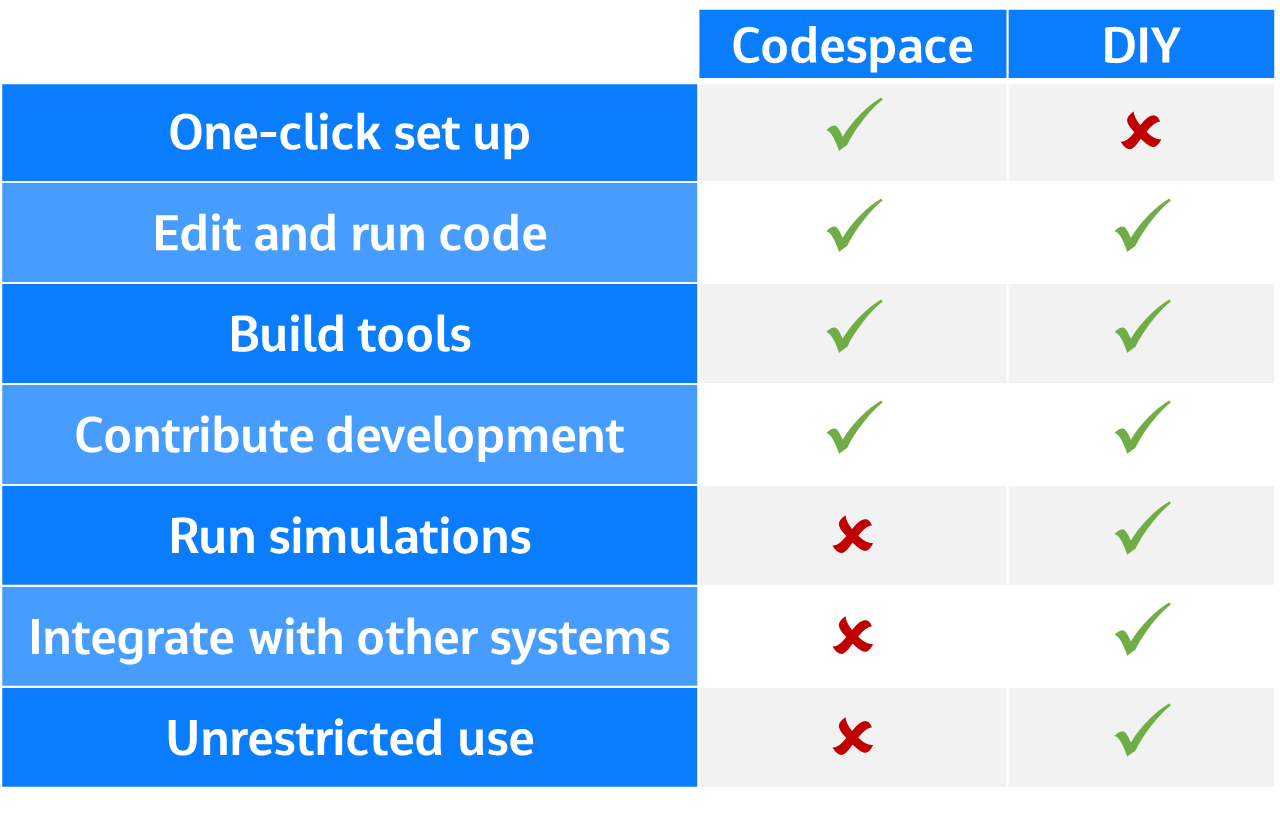 Codespace DIY
One-click set up ✓ ✘
Edit and run code ✓ ✓
Build tools ✓ ✓
Contribute development ✓ ✓
Run simulations ✘ ✓
Integrate with other systems ✘ ✓
Unrestricted use ✘ ✓